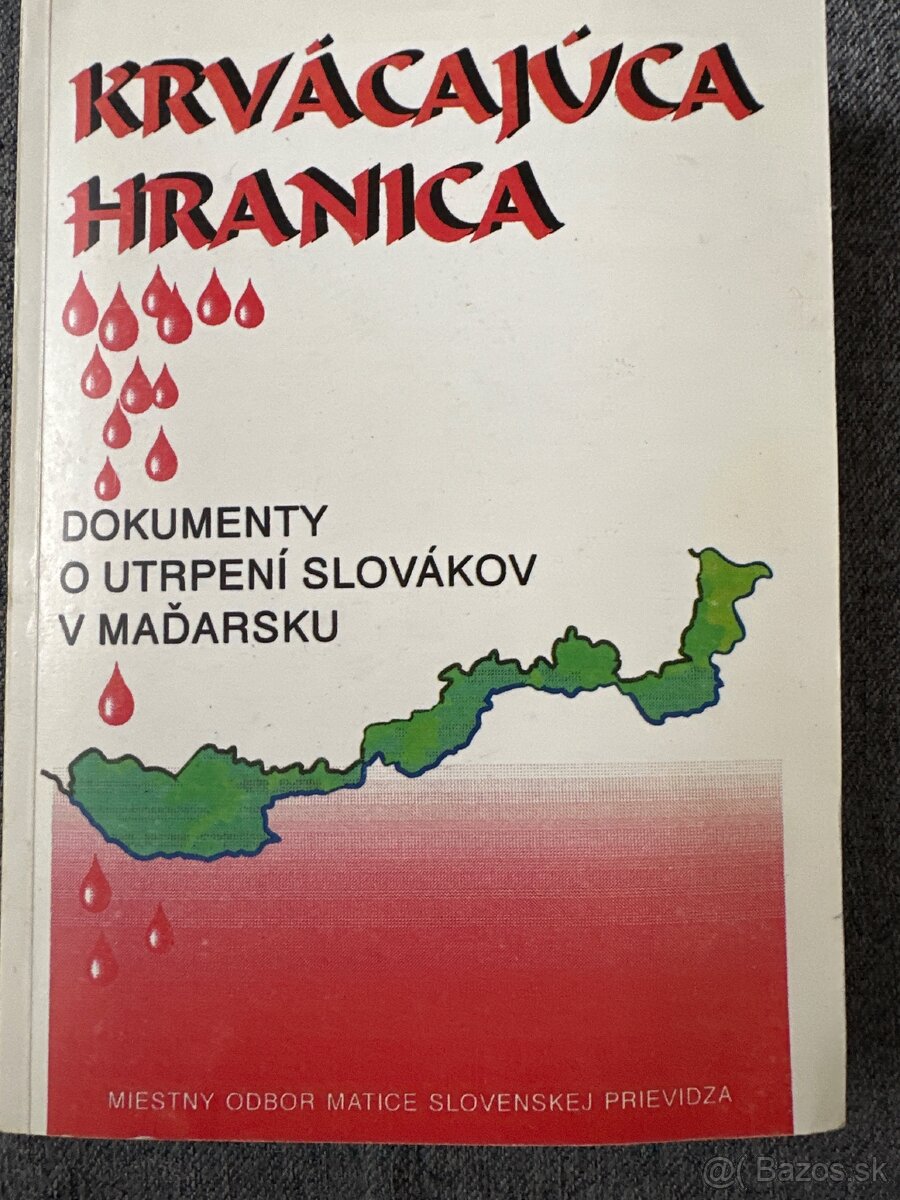 KRVÁCAJÚCA
HRANICA
DOKUMENTY
O UTRPENÍ SLOVÁKOV
V MAĎARSKU
MIESTNY ODBOR MATICE SLOVENSKEJ PRIEVIDZA
@( Bazos.sk